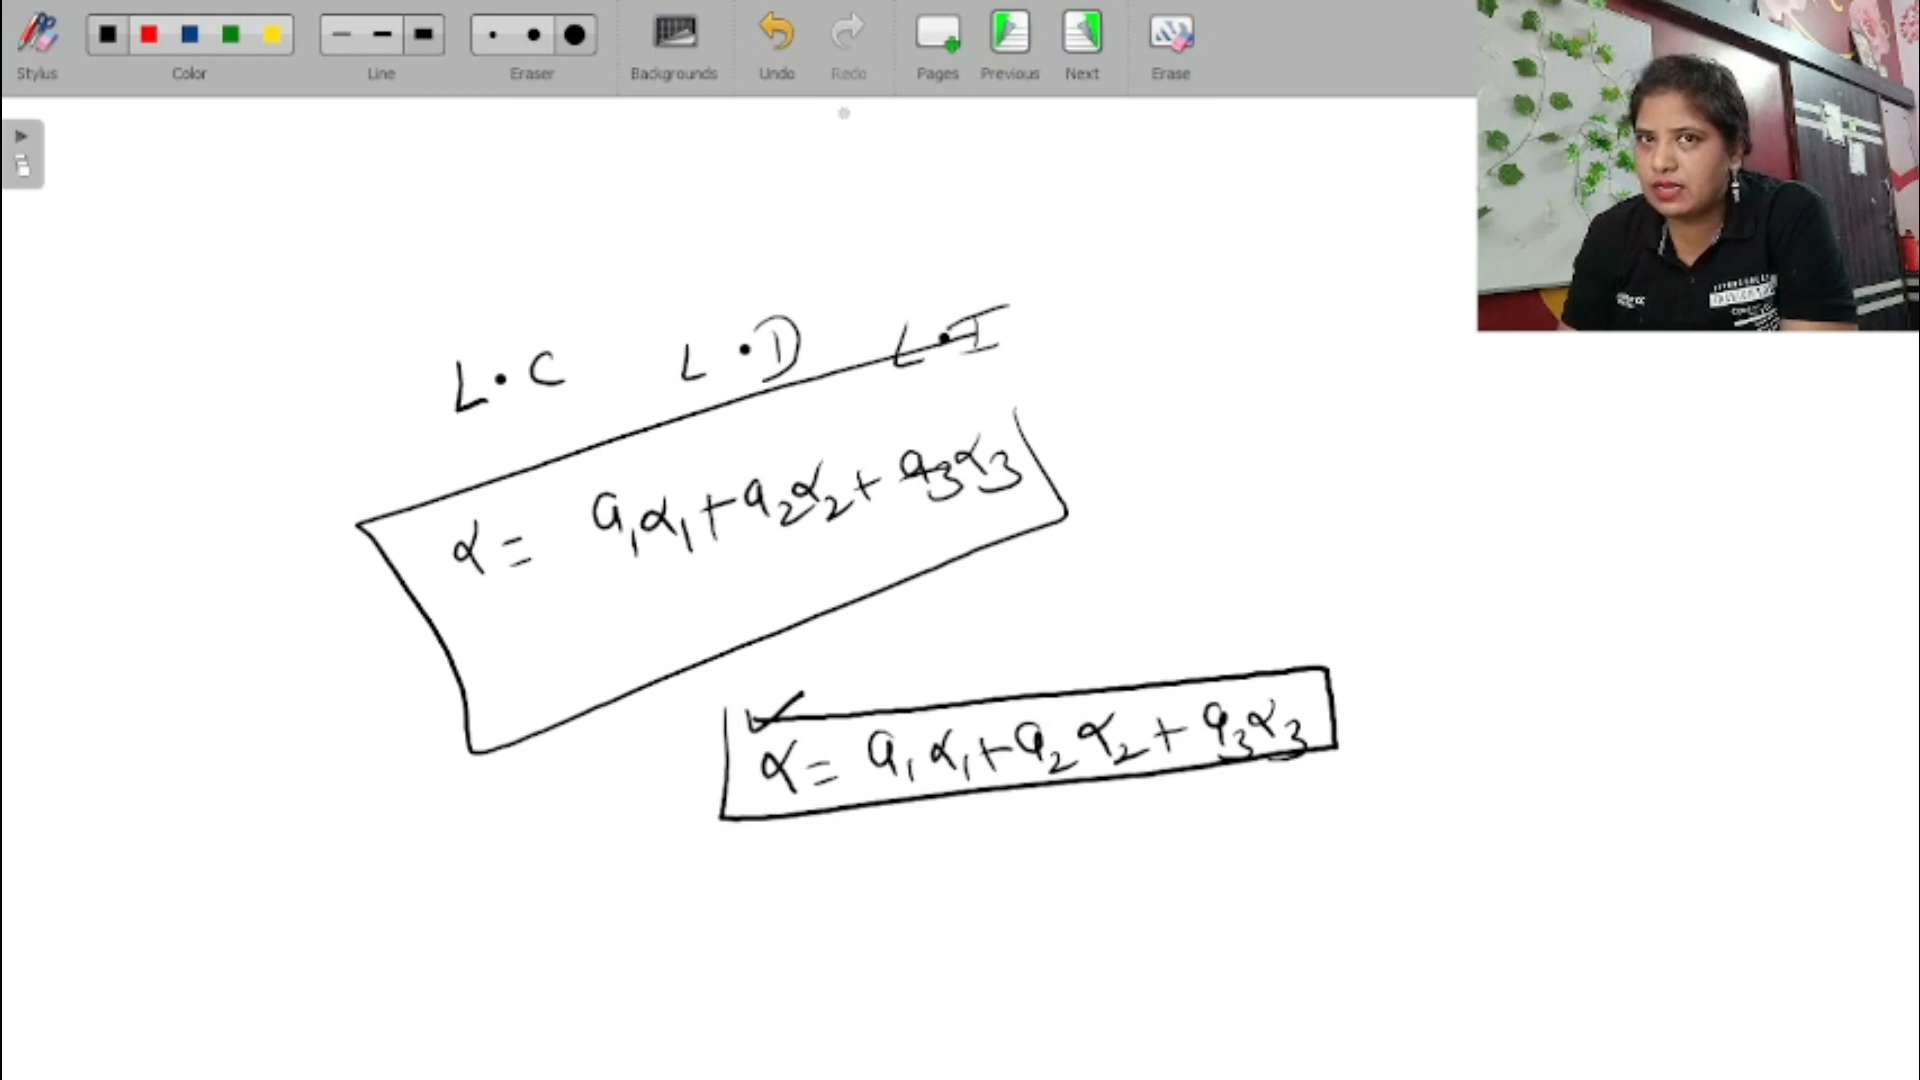 Stylus Color Line Eraser Backgrounds Undo Redo Pages Previous Next Erase
L.C L.D L.I
α = a₁α₁ + a₂α₂ + a₃α₃
α = a₁α₁ + a₂α₂ + a₃α₃